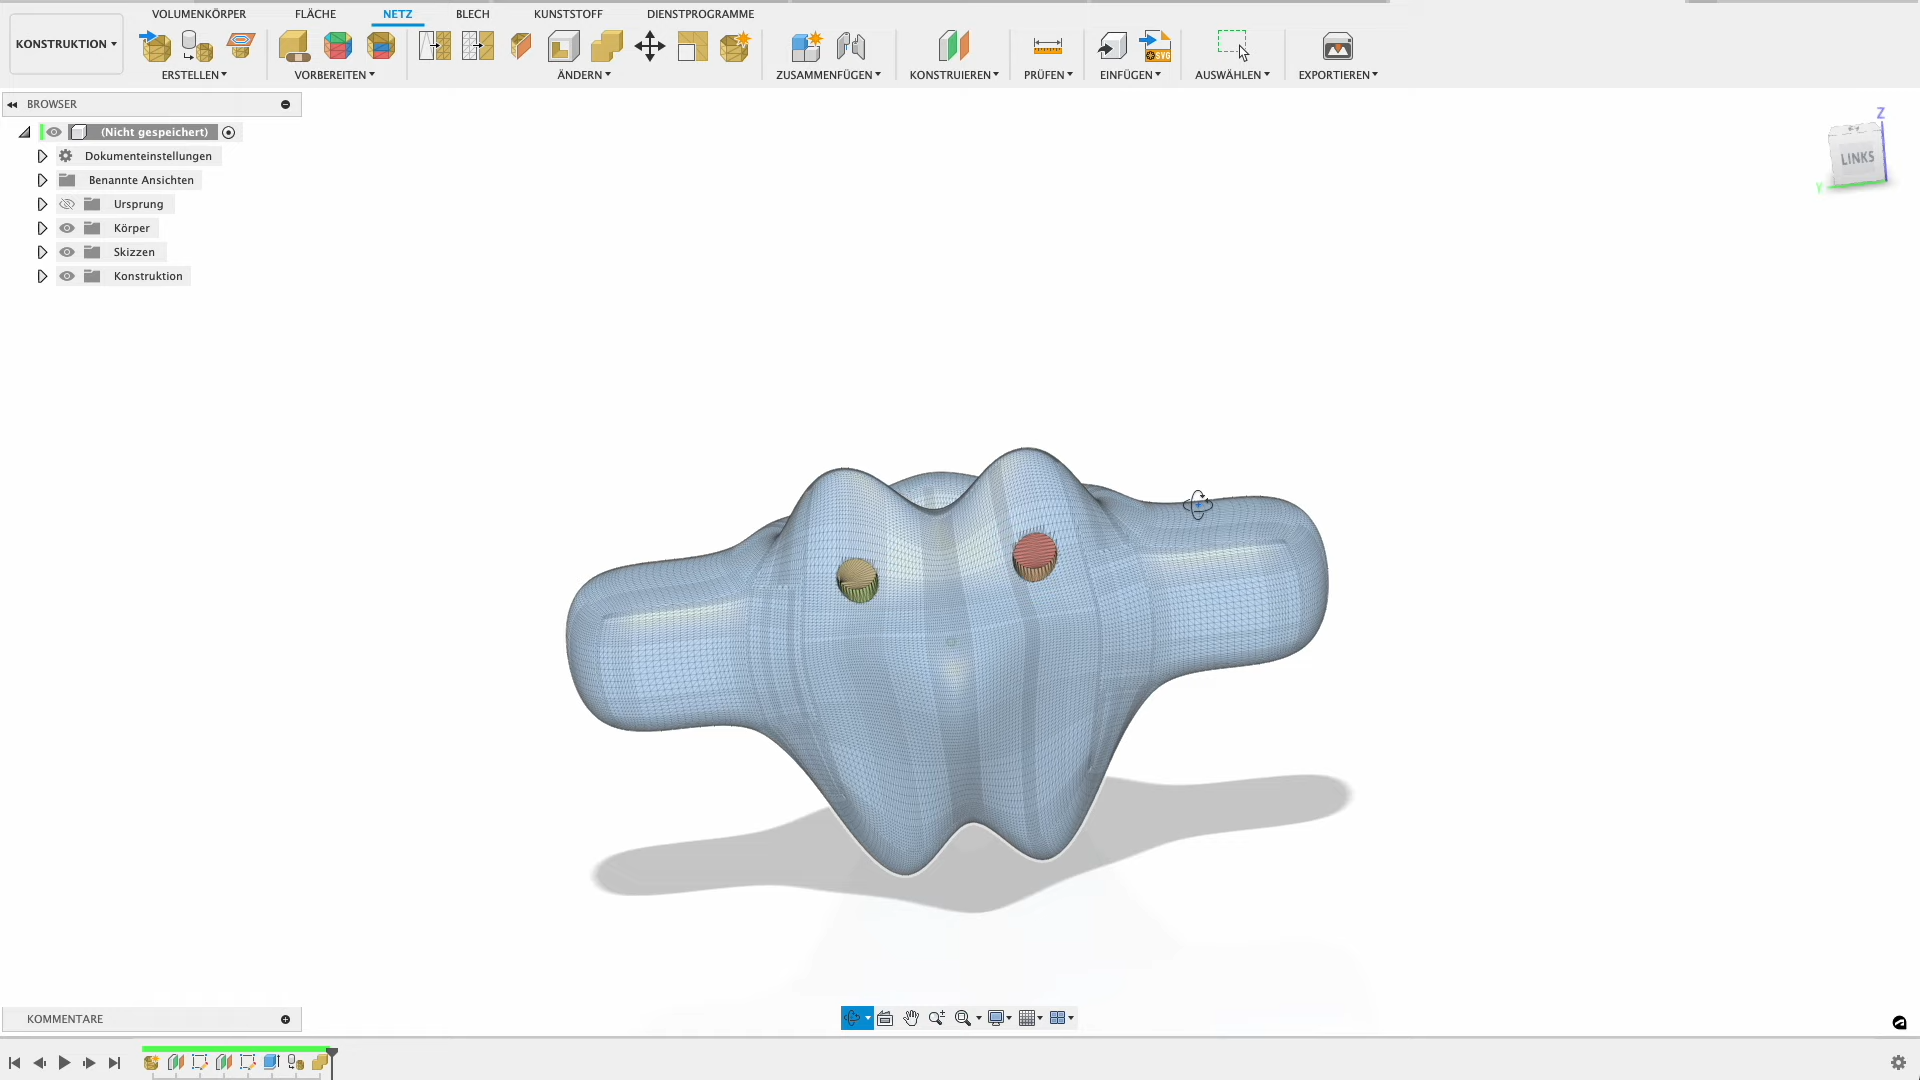 VOLUMENKÖRPER FLÄCHE NETZ BLECH KUNSTSTOFF DIENSTPROGRAMME
KONSTRUKTION
SVG
ERSTELLEN VORBEREITEN ÄNDERN ZUSAMMENFÜGEN KONSTRUIEREN PRÜFEN EINFÜGEN AUSWÄHLEN EXPORTIEREN
BROWSER
(Nicht gespeichert)
Dokumenteinstellungen
Benannte Ansichten
Ursprung
Körper
Skizzen
Konstruktion
Z
LINKS
Y
KOMMENTARE